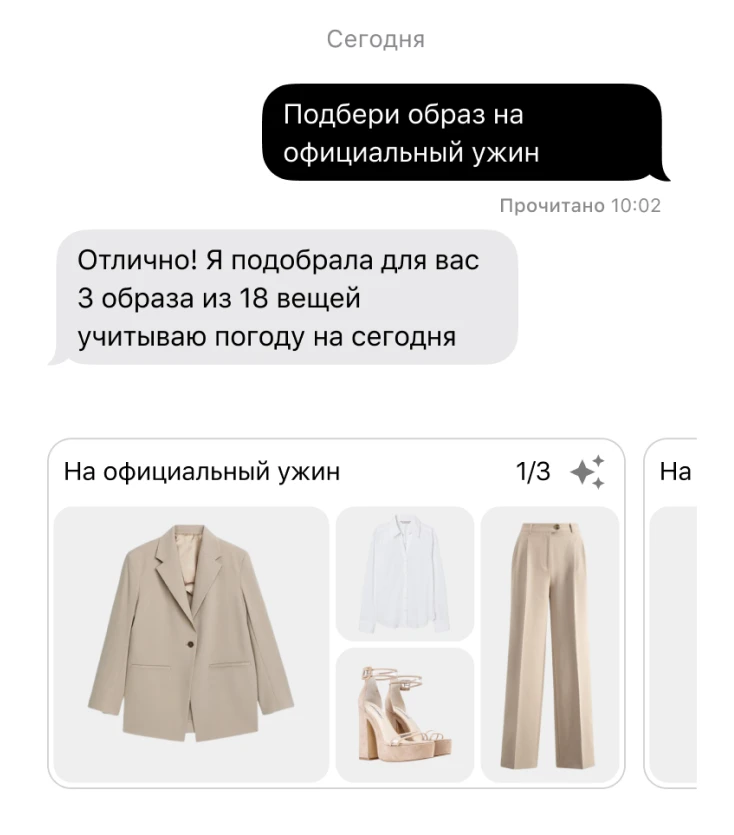 Сегодня
Подбери образ на
официальный ужин
Прочитано 10:02
Отлично! Я подобрала для вас
3 образа из 18 вещей
учитываю погоду на сегодня
На официальный ужин
1/3
На